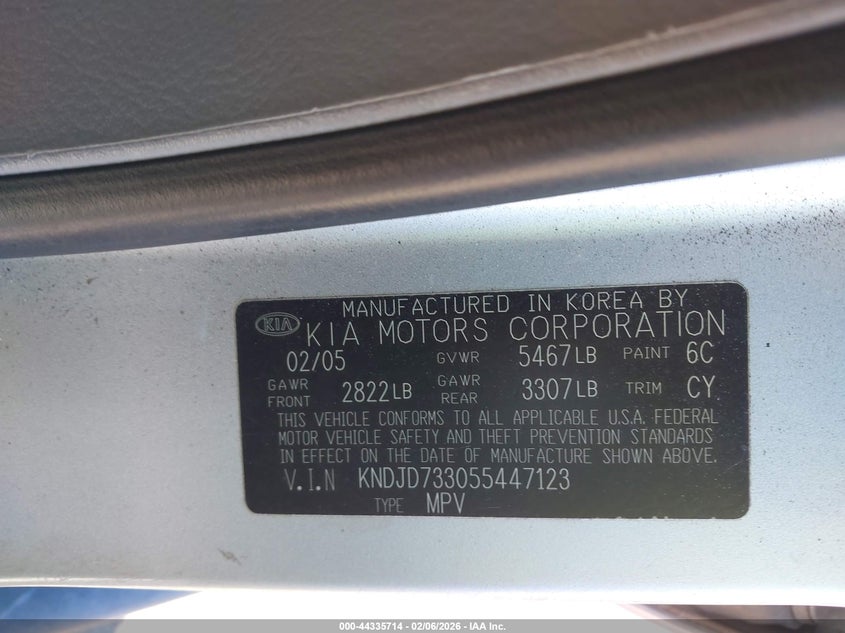 MANUFACTURED IN KOREA BY
KIA KIA MOTORS CORPORATION
02/05 GVWR 5467LB PAINT 6C
GAWR FRONT 2822LB GAWR REAR 3307LB TRIM CY
THIS VEHICLE CONFORMS TO ALL APPLICABLE U.S.A. FEDERAL
MOTOR VEHICLE SAFETY AND THEFT PREVENTION STANDARDS
IN EFFECT ON THE DATE OF MANUFACTURE SHOWN ABOVE.
V.I.N KNDJD733055447123
TYPE MPV
000-44335714 - 02/06/2026 - IAA Inc.